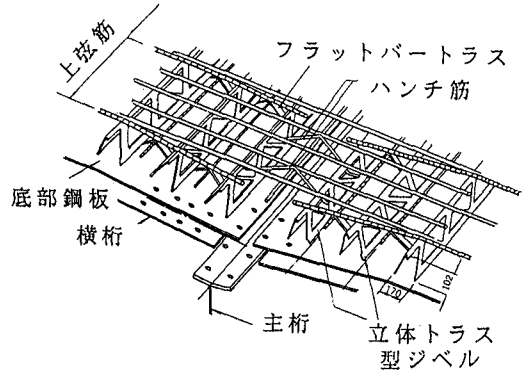 上弦筋
フラットバートラス
ハンチ筋
底部鋼板
横桁
主桁
立体トラス
型ジベル
170
102